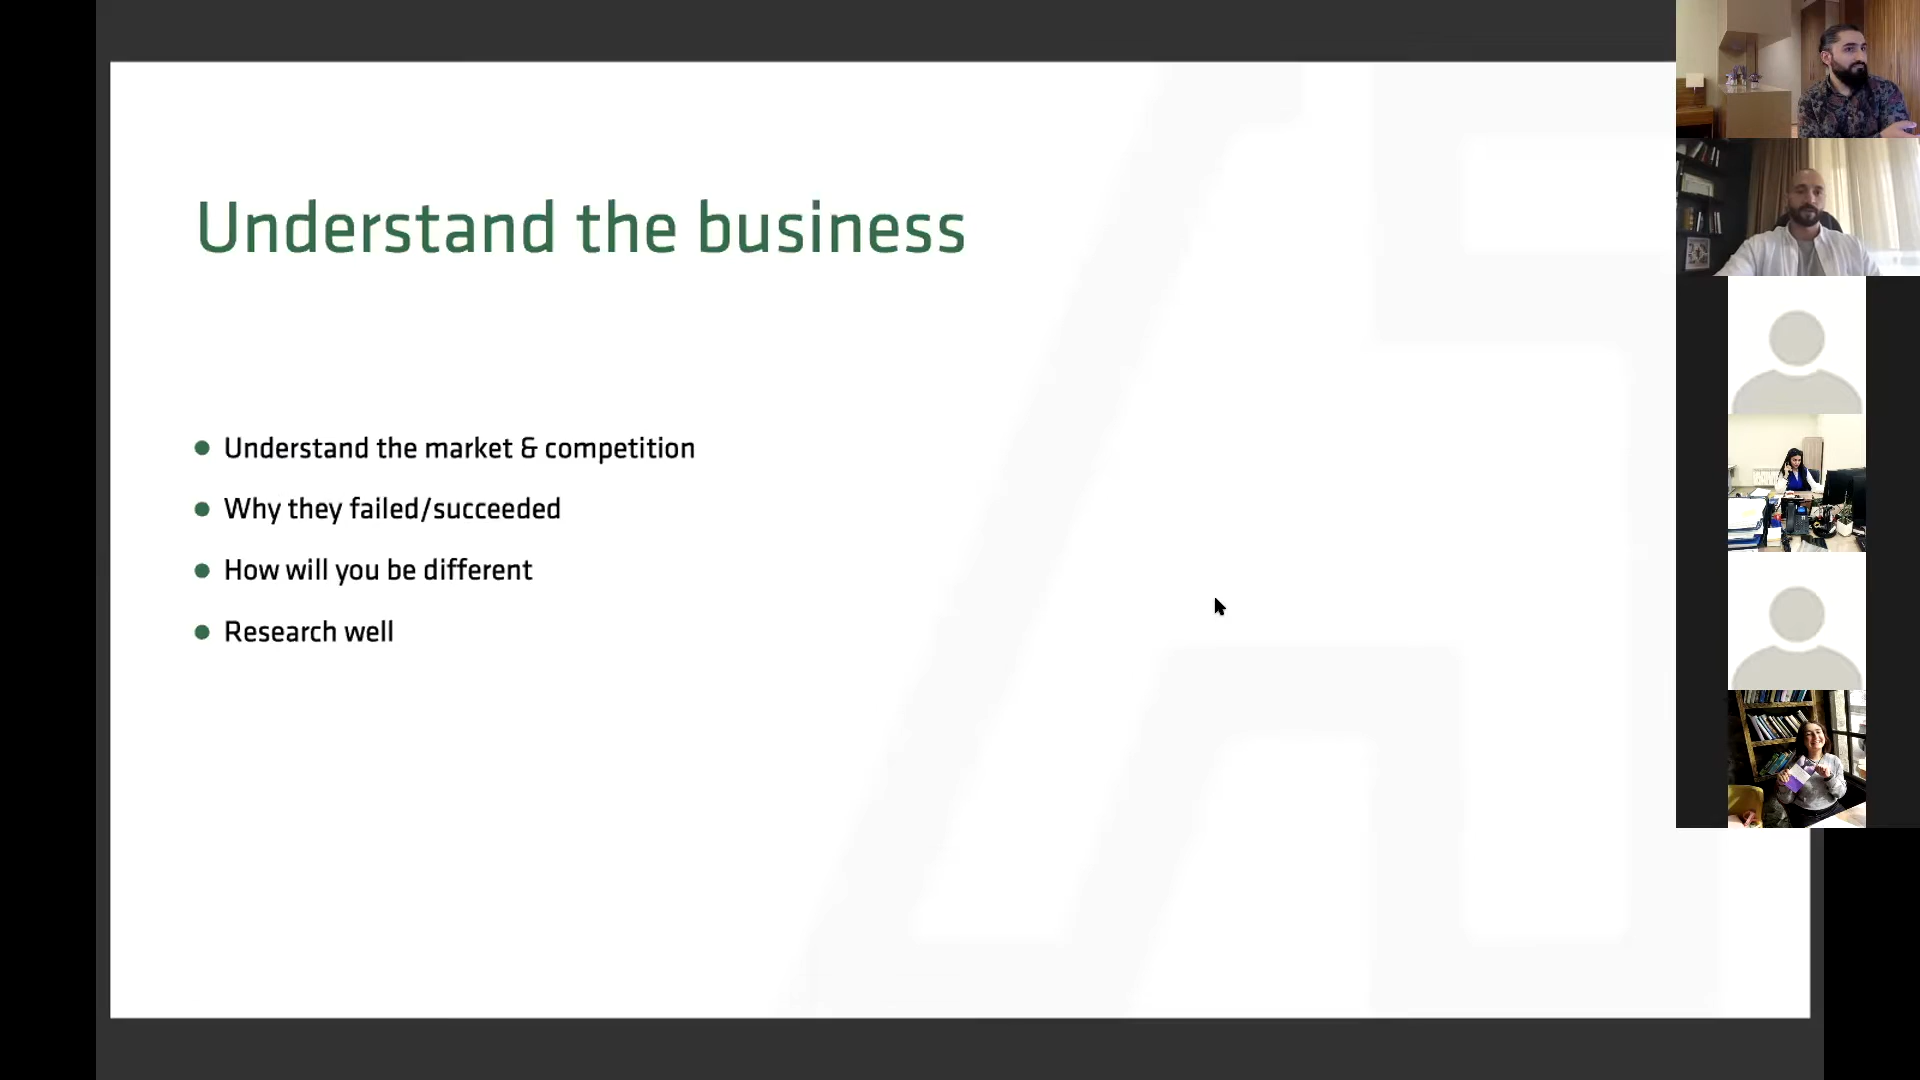 Understand the business
Understand the market & competition
Why they failed/succeeded
How will you be different
Research well